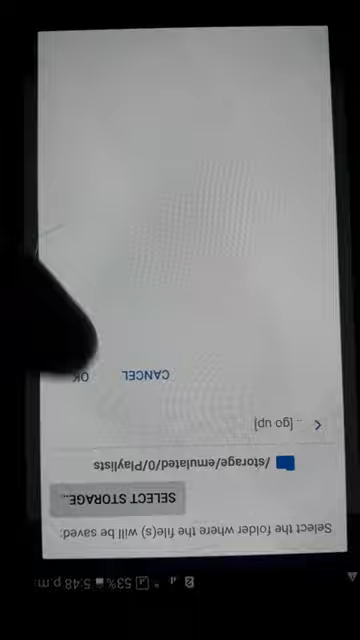 53% 5:48 p.m.
Select the folder where the file(s) will be saved:
SELECT STORAGE...
/storage/emulated/0/Playlists
.. [go up]
CANCEL OK